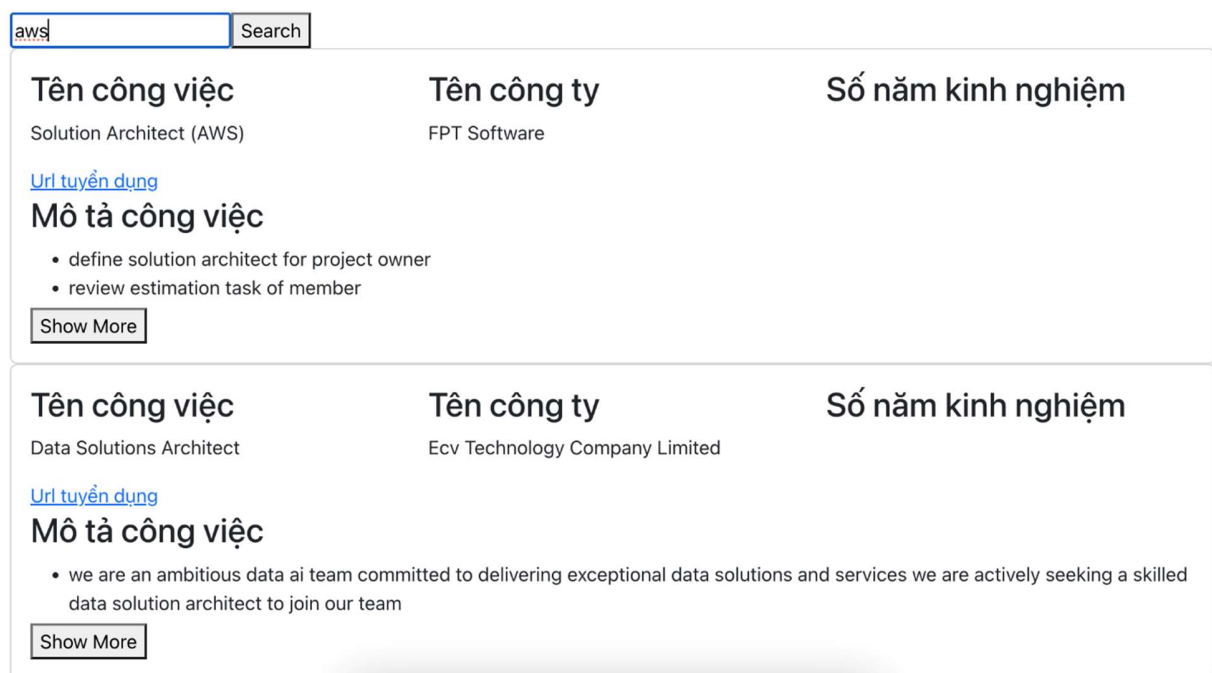 aws Search
Tên công việc Tên công ty Số năm kinh nghiệm
Solution Architect (AWS) FPT Software
Url tuyển dụng
Mô tả công việc
• define solution architect for project owner
• review estimation task of member
Show More
Tên công việc Tên công ty Số năm kinh nghiệm
Data Solutions Architect Ecv Technology Company Limited
Url tuyển dụng
Mô tả công việc
• we are an ambitious data ai team committed to delivering exceptional data solutions and services we are actively seeking a skilled
data solution architect to join our team
Show More